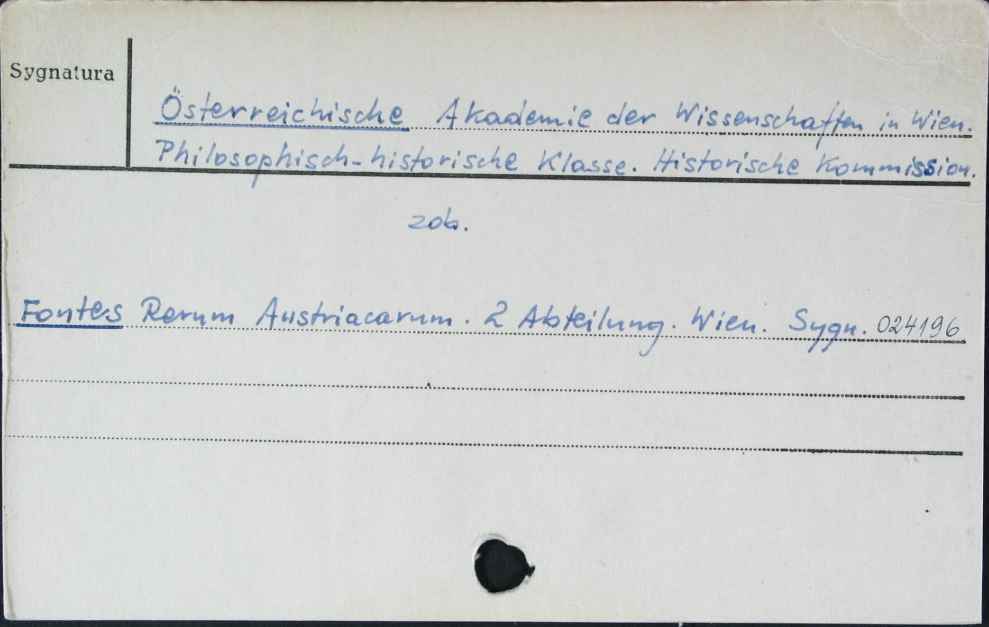 Sygnatura
Österreichische Akademie der Wissenschaften in Wien.
Philosophisch-historische Klasse. Historische Kommission.
zob.
Fontes Rerum Austriacarum. 2 Abteilung. Wien. Sygn. 024196